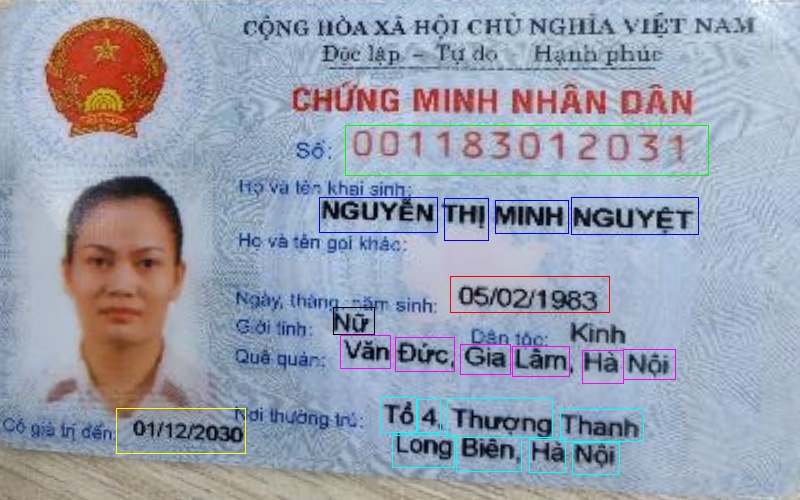 CỘNG HÒA XÃ HỘI CHỦ NGHĨA VIỆT NAM
Độc lập - Tự do - Hạnh phúc
CHỨNG MINH NHÂN DÂN
Số: 001183012031
Họ và tên khai sinh:
NGUYỄN THỊ MINH NGUYỆT
Họ và tên gọi khác:
Ngày, tháng, năm sinh: 05/02/1983
Giới tính: Nữ Dân tộc: Kinh
Quê quán: Văn Đức, Gia Lâm, Hà Nội
Nơi thường trú: Tổ 4, Thượng Thanh
Long Biên, Hà Nội
Có giá trị đến: 01/12/2030